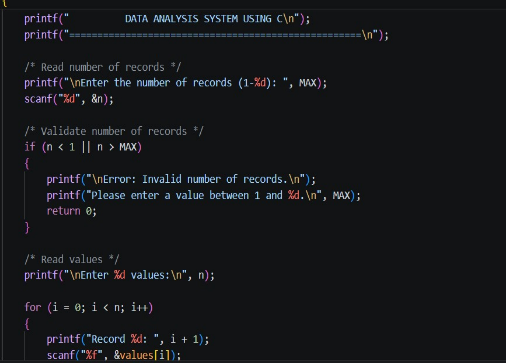 {
printf("          DATA ANALYSIS SYSTEM USING C\n");
printf("====================================================\n");
/* Read number of records */
printf("\nEnter the number of records (1-%d): ", MAX);
scanf("%d", &n);
/* Validate number of records */
if (n < 1 || n > MAX)
{
printf("\nError: Invalid number of records.\n");
printf("Please enter a value between 1 and %d.\n", MAX);
return 0;
}
/* Read values */
printf("\nEnter %d values:\n", n);
for (i = 0; i < n; i++)
{
printf("Record %d: ", i + 1);
scanf("%f", &values[i]);